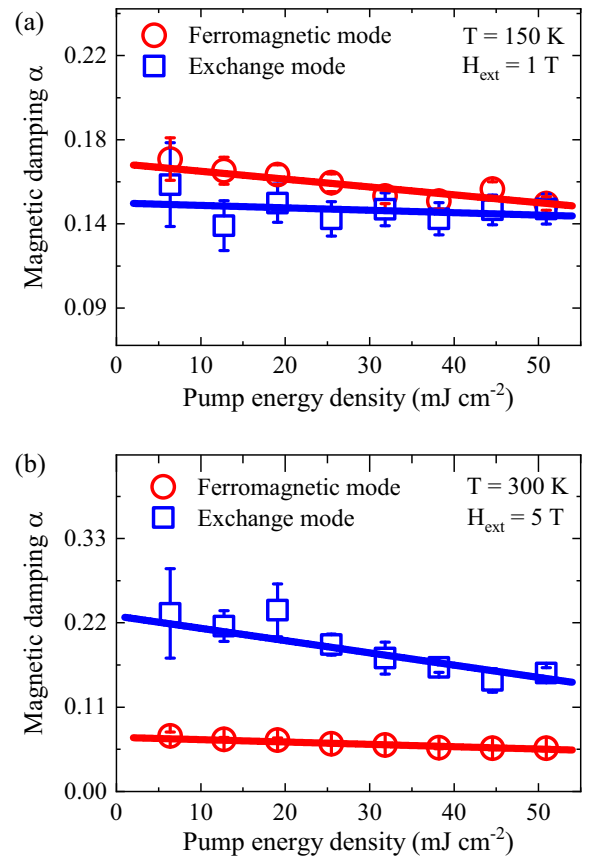 (a)
Ferromagnetic mode T = 150 K
Exchange mode H_ext = 1 T
0.22
0.18
0.14
0.09
Magnetic damping α
0 10 20 30 40 50
Pump energy density (mJ cm⁻²)
(b)
Ferromagnetic mode T = 300 K
Exchange mode H_ext = 5 T
0.33
0.22
0.11
0.00
Magnetic damping α
0 10 20 30 40 50
Pump energy density (mJ cm⁻²)